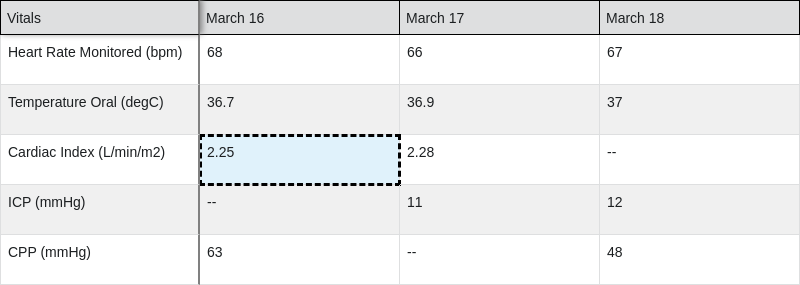 Vitals March 16 March 17 March 18
Heart Rate Monitored (bpm) 68 66 67
Temperature Oral (degC) 36.7 36.9 37
Cardiac Index (L/min/m2) 2.25 2.28 --
ICP (mmHg) -- 11 12
CPP (mmHg) 63 -- 48